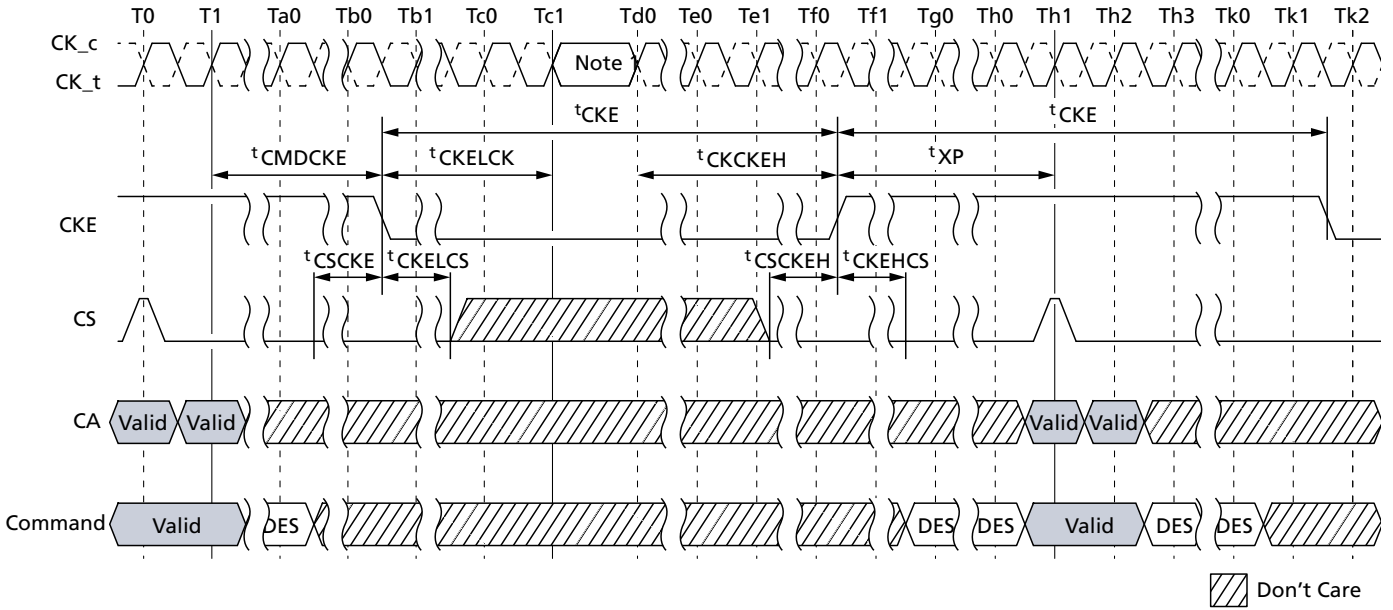 T0 T1 Ta0 Tb0 Tb1 Tc0 Tc1 Td0 Te0 Te1 Tf0 Tf1 Tg0 Th0 Th1 Th2 Th3 Tk0 Tk1 Tk2
CK_c
CK_t
Note 1
tCKE tCKE
tCMDCKE tCKELCK tCKCKEH tXP
CKE
tCSCKE tCKELCS tCSCKEH tCKEHCS
CS
CA Valid Valid Valid Valid
Command Valid DES DES DES Valid DES DES
Don't Care